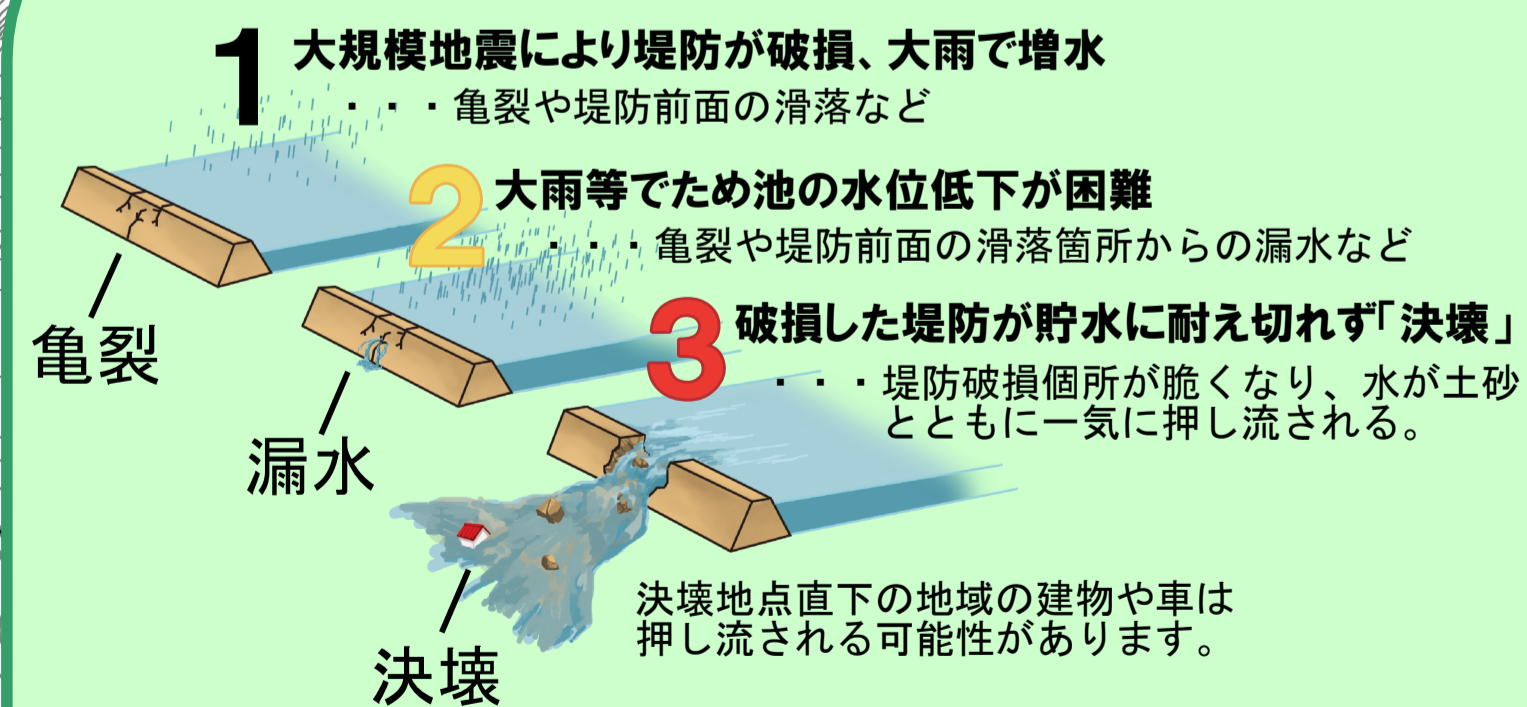 1 大規模地震により堤防が破損、大雨で増水
・・・亀裂や堤防前面の滑落など
亀裂
2 大雨等でため池の水位低下が困難
・・・亀裂や堤防前面の滑落箇所からの漏水など
漏水
3 破損した堤防が貯水に耐え切れず「決壊」
・・・堤防破損個所が脆くなり、水が土砂
とともに一気に押し流される。
決壊
決壊地点直下の地域の建物や車は
押し流される可能性があります。